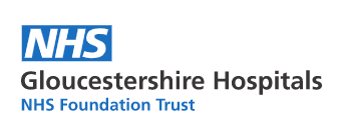 NHS
Gloucestershire Hospitals
NHS Foundation Trust